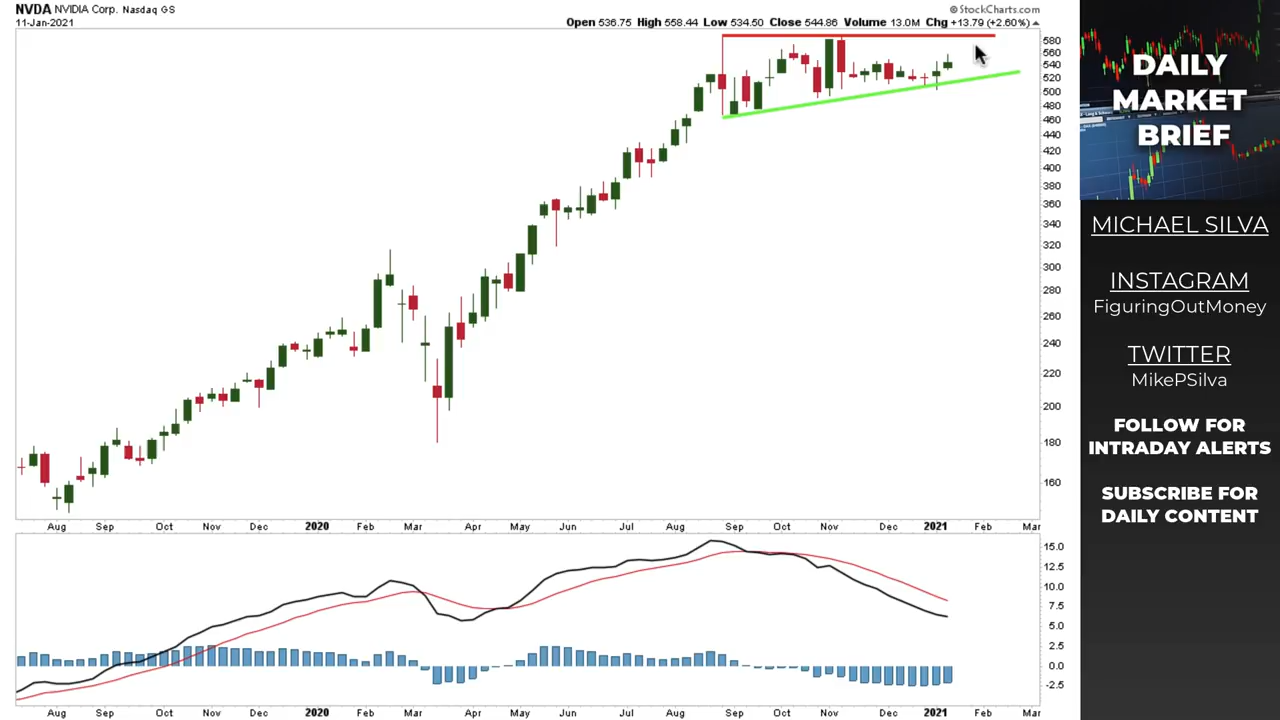 NVDA NVIDIA Corp. Nasdaq GS
© StockCharts.com
11-Jan-2021
Open 536.75 High 558.44 Low 534.50 Close 544.86 Volume 13.0M Chg +13.79 (+2.60%)
580
560
540
520
500
480
460
440
420
400
380
360
340
320
300
280
260
240
220
200
180
160
Aug Sep Oct Nov Dec 2020 Feb Mar Apr May Jun Jul Aug Sep Oct Nov Dec 2021 Feb Mar
15.0
12.5
10.0
7.5
5.0
2.5
0.0
-2.5
Aug Sep Oct Nov Dec 2020 Feb Mar Apr May Jun Jul Aug Sep Oct Nov Dec 2021 Feb Mar
DAILY
MARKET
BRIEF
MICHAEL SILVA
INSTAGRAM
FiguringOutMoney
TWITTER
MikePSilva
FOLLOW FOR
INTRADAY ALERTS
SUBSCRIBE FOR
DAILY CONTENT